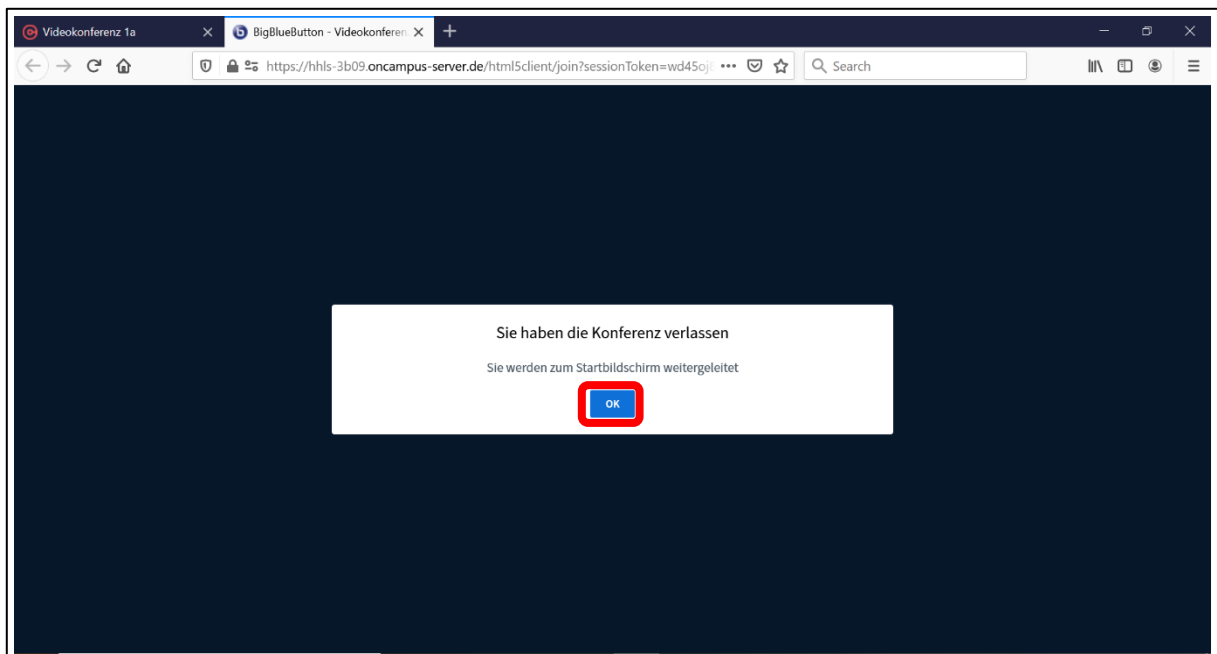 Videokonferenz 1a
BigBlueButton - Videokonferen
https://hhls-3b09.oncampus-server.de/html5client/join?sessionToken=wd45oj
Search
Sie haben die Konferenz verlassen
Sie werden zum Startbildschirm weitergeleitet
OK